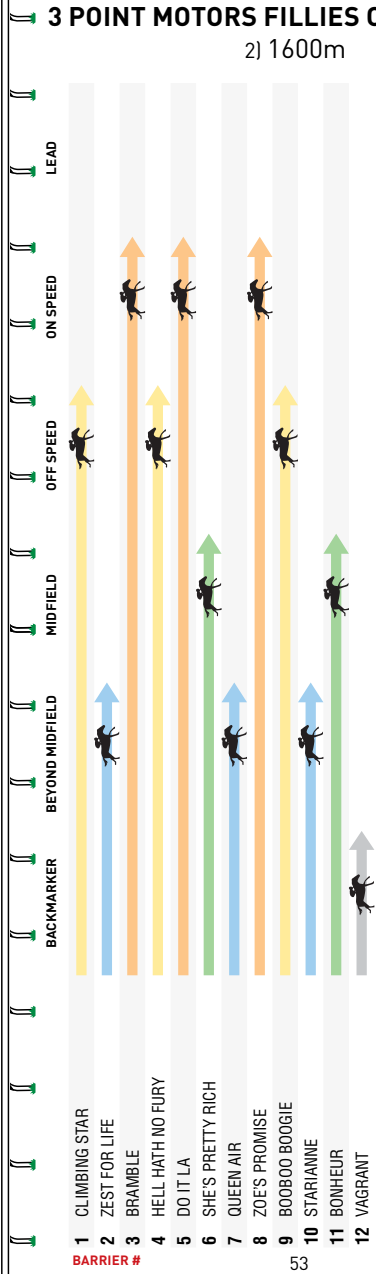 3 POINT MOTORS FILLIES
2) 1600m
LEAD
ON SPEED
OFF SPEED
MIDFIELD
BEYOND MIDFIELD
BACKMARKER
1 CLIMBING STAR
2 ZEST FOR LIFE
3 BRAMBLE
4 HELL HATH NO FURY
5 DO IT LA
6 SHE'S PRETTY RICH
7 QUEEN AIR
8 ZOE'S PROMISE
9 BOOBOO BOOGIE
10 STARIANNE
11 BONHEUR
12 VAGRANT
BARRIER #
53